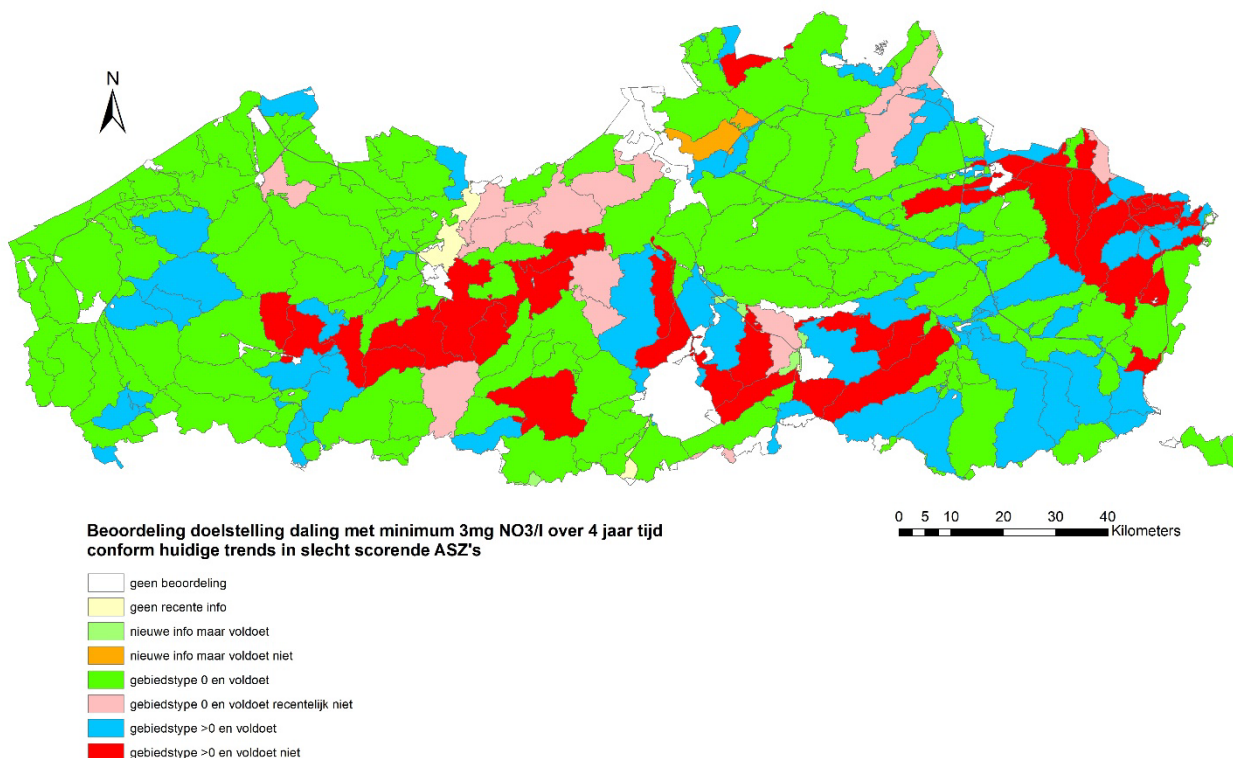 N
Beoordeling doelstelling daling met minimum 3mg NO3/l over 4 jaar tijd
conform huidige trends in slecht scorende ASZ's
0 5 10 20 30 40
Kilometers
geen beoordeling
geen recente info
nieuwe info maar voldoet
nieuwe info maar voldoet niet
gebiedstype 0 en voldoet
gebiedstype 0 en voldoet recentelijk niet
gebiedstype >0 en voldoet
gebiedstype >0 en voldoet niet